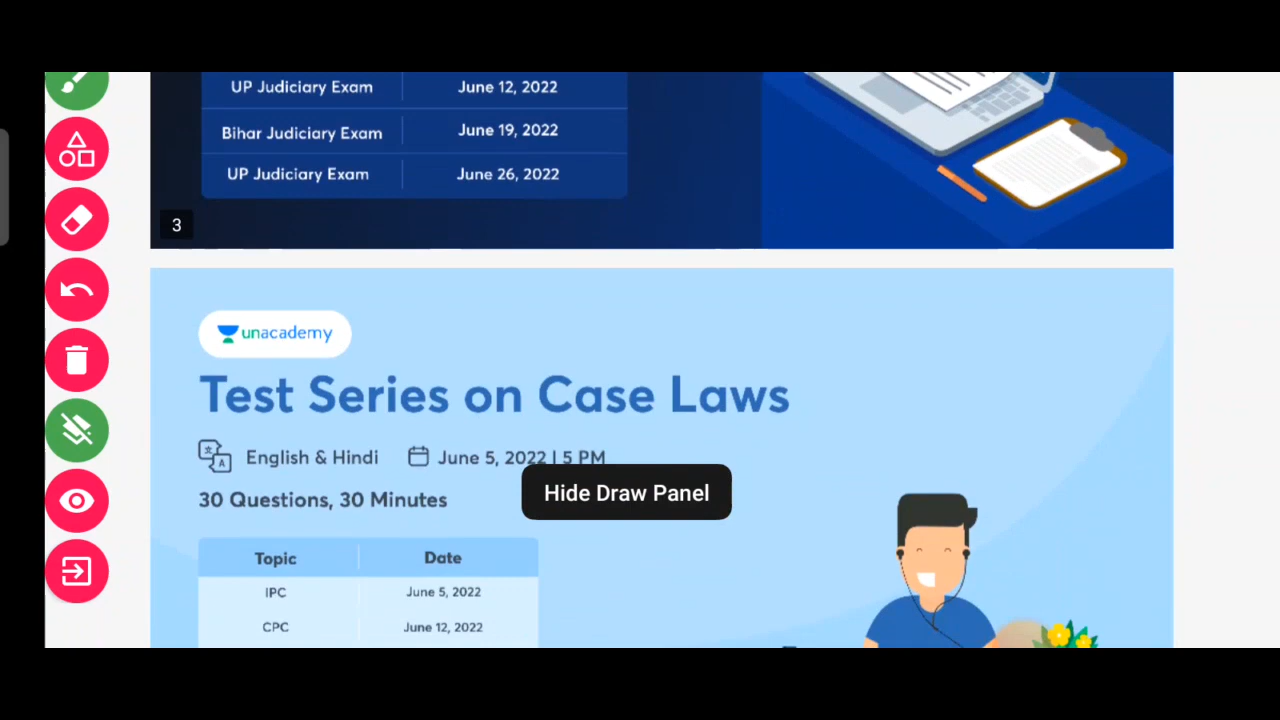 UP Judiciary Exam June 12, 2022
Bihar Judiciary Exam June 19, 2022
UP Judiciary Exam June 26, 2022
3
unacademy
Test Series on Case Laws
English & Hindi June 5, 2022 | 5 PM
30 Questions, 30 Minutes
Hide Draw Panel
Topic Date
IPC June 5, 2022
CPC June 12, 2022